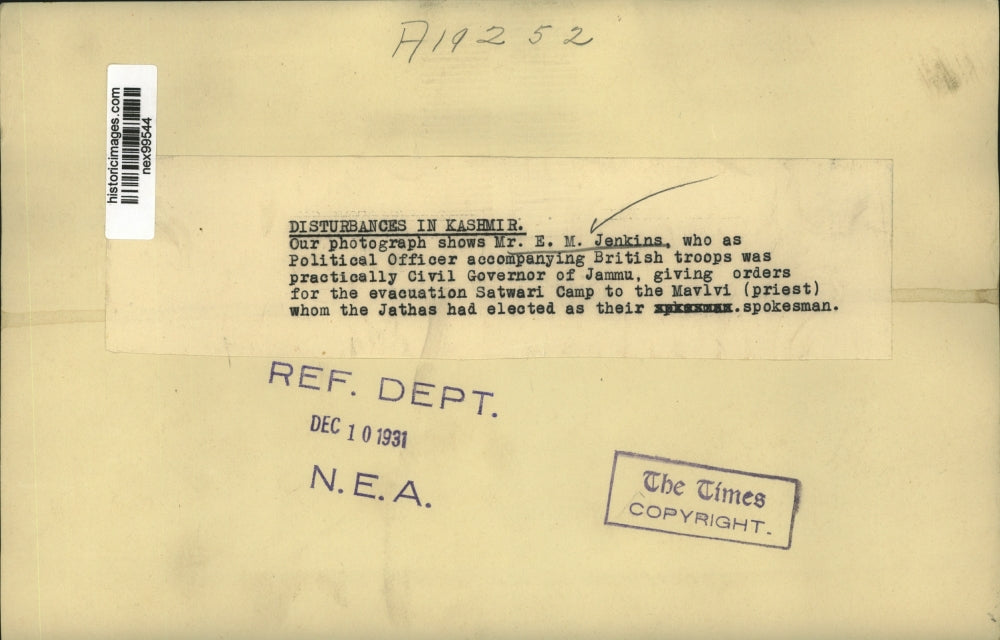 A19252
historicimages.com
nex99544
DISTURBANCES IN KASHMIR.
Our photograph shows Mr. E. M. Jenkins, who as
Political Officer accompanying British troops was
practically Civil Governor of Jammu, giving orders
for the evacuation Satwari Camp to the Mavlvi (priest)
whom the Jathas had elected as their .spokesman.
REF. DEPT.
DEC 10 1931
N.E.A.
The Times
COPYRIGHT.